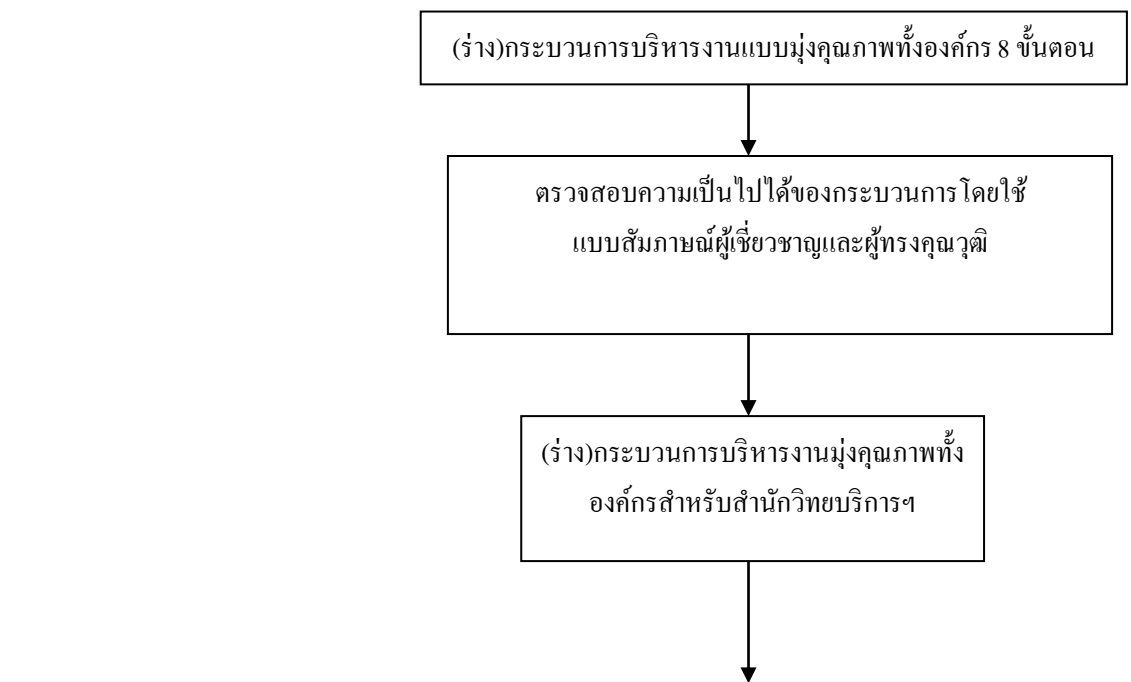 (ร่าง)กระบวนการบริหารงานแบบมุ่งคุณภาพทั้งองค์กร 8 ขั้นตอน
ตรวจสอบความเป็นไปได้ของกระบวนการโดยใช้
แบบสัมภาษณ์ผู้เชี่ยวชาญและผู้ทรงคุณวุฒิ
(ร่าง)กระบวนการบริหารงานมุ่งคุณภาพทั้ง
องค์กรสำหรับสำนักวิทยบริการฯ